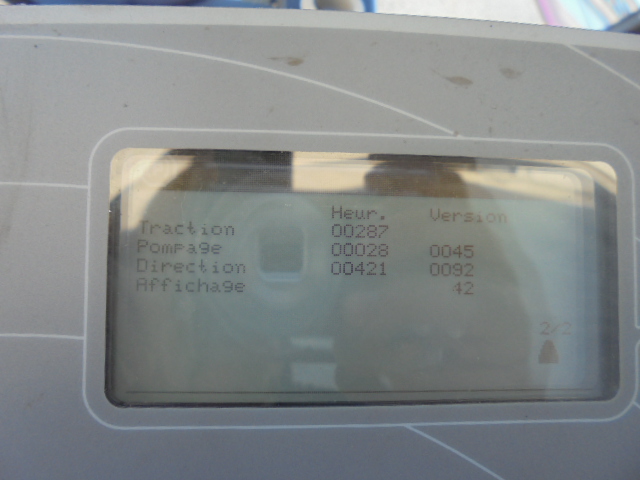 Heur. Version
Traction 00287
Pompage 00028 0045
Direction 00421 0092
Affichage 42
2/2